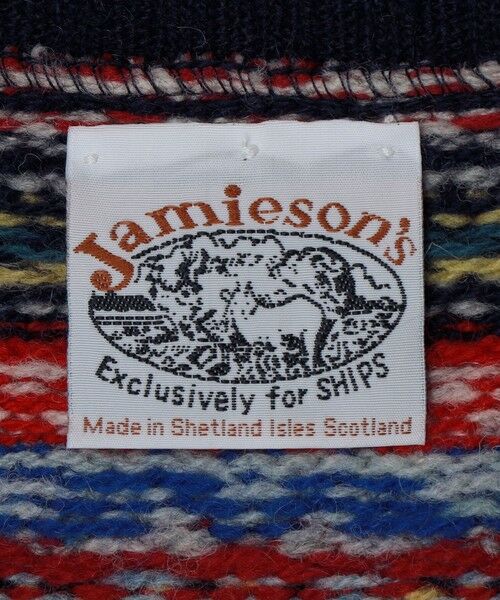 Jamieson's
Exclusively for SHIPS
Made in Shetland Isles Scotland